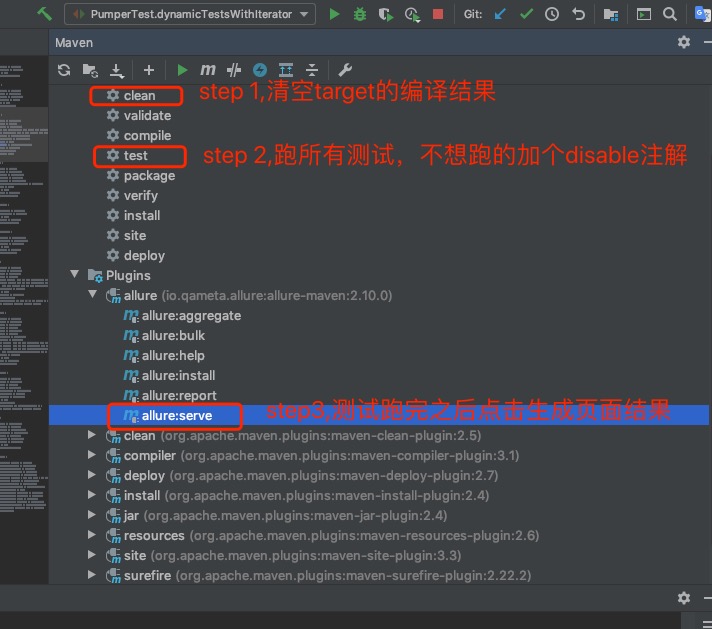 PumperTest.dynamicTestsWithIterator
Git:
Maven
clean
step 1,清空target的编译结果
validate
compile
test
step 2,跑所有测试，不想跑的加个disable注解
package
verify
install
site
deploy
Plugins
allure (io.qameta.allure:allure-maven:2.10.0)
allure:aggregate
allure:bulk
allure:help
allure:install
allure:report
allure:serve
step3,测试跑完之后点击生成页面结果
clean (org.apache.maven.plugins:maven-clean-plugin:2.5)
compiler (org.apache.maven.plugins:maven-compiler-plugin:3.1)
deploy (org.apache.maven.plugins:maven-deploy-plugin:2.7)
install (org.apache.maven.plugins:maven-install-plugin:2.4)
jar (org.apache.maven.plugins:maven-jar-plugin:2.4)
resources (org.apache.maven.plugins:maven-resources-plugin:2.6)
site (org.apache.maven.plugins:maven-site-plugin:3.3)
surefire (org.apache.maven.plugins:maven-surefire-plugin:2.22.2)